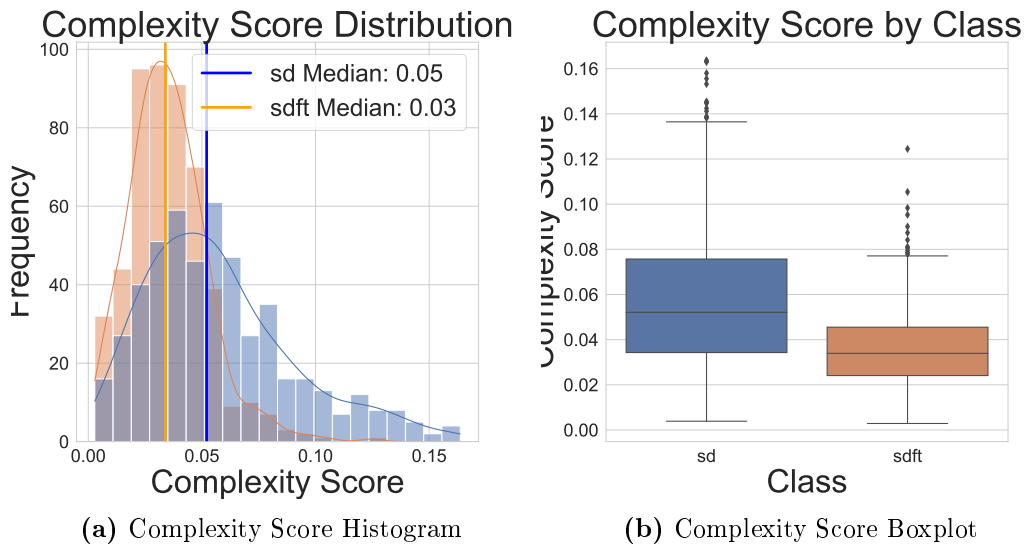 Complexity Score Distribution
100
80
60
40
20
0
Frequency
sd Median: 0.05
sdft Median: 0.03
0.00 0.05 0.10 0.15
Complexity Score
(a) Complexity Score Histogram
Complexity Score by Class
0.16
0.14
0.12
0.10
0.08
0.06
0.04
0.02
0.00
Complexity Score
sd sdft
Class
(b) Complexity Score Boxplot